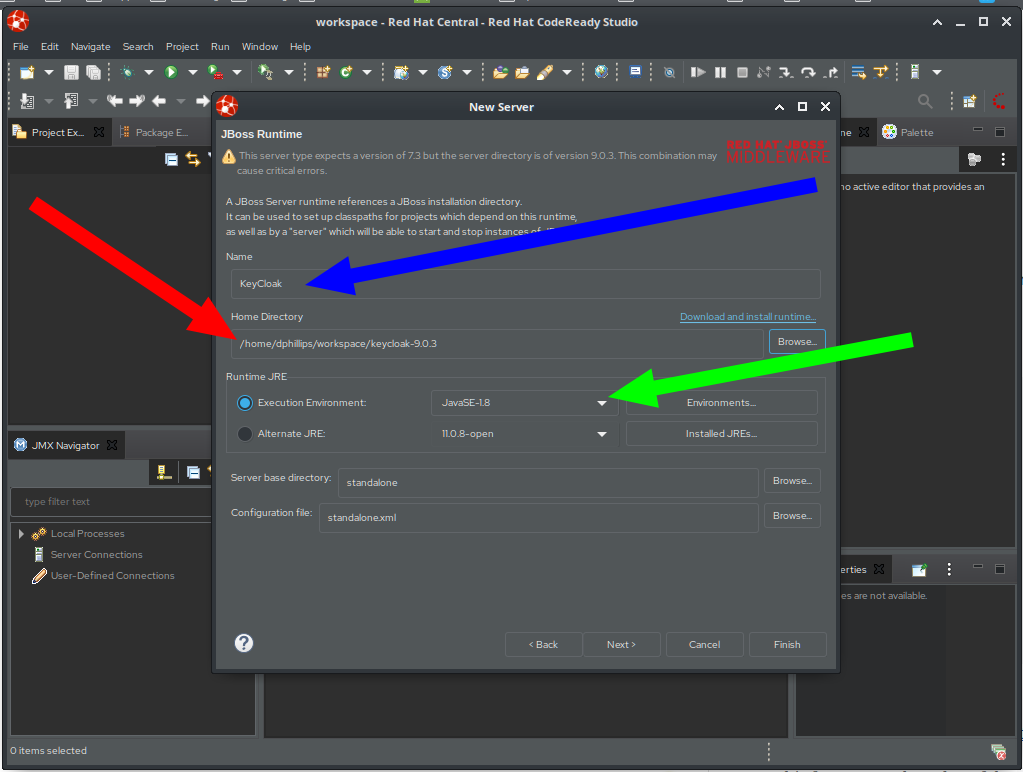 workspace - Red Hat Central - Red Hat CodeReady Studio
File Edit Navigate Search Project Run Window Help
New Server
Project Ex...
Package E...
ne
Palette
JBoss Runtime
This server type expects a version of 7.3 but the server directory is of version 9.0.3. This combination may
cause critical errors.
RED HAT JBOSS
MIDDLEWARE
no active editor that provides an
A JBoss Server runtime references a JBoss installation directory.
It can be used to set up classpaths for projects which depend on this runtime,
as well as by a "server" which will be able to start and stop instances of
Name
KeyCloak
Home Directory
Download and install runtime...
/home/dphillips/workspace/keycloak-9.0.3
Browse...
Runtime JRE
Execution Environment:
JavaSE-1.8
Environments...
Alternate JRE:
11.0.8-open
Installed JREs...
JMX Navigator
Server base directory:
standalone
Browse...
type filter text
Configuration file:
standalone.xml
Browse...
Local Processes
Server Connections
User-Defined Connections
erties
es are not available.
?
< Back
Next >
Cancel
Finish
0 items selected